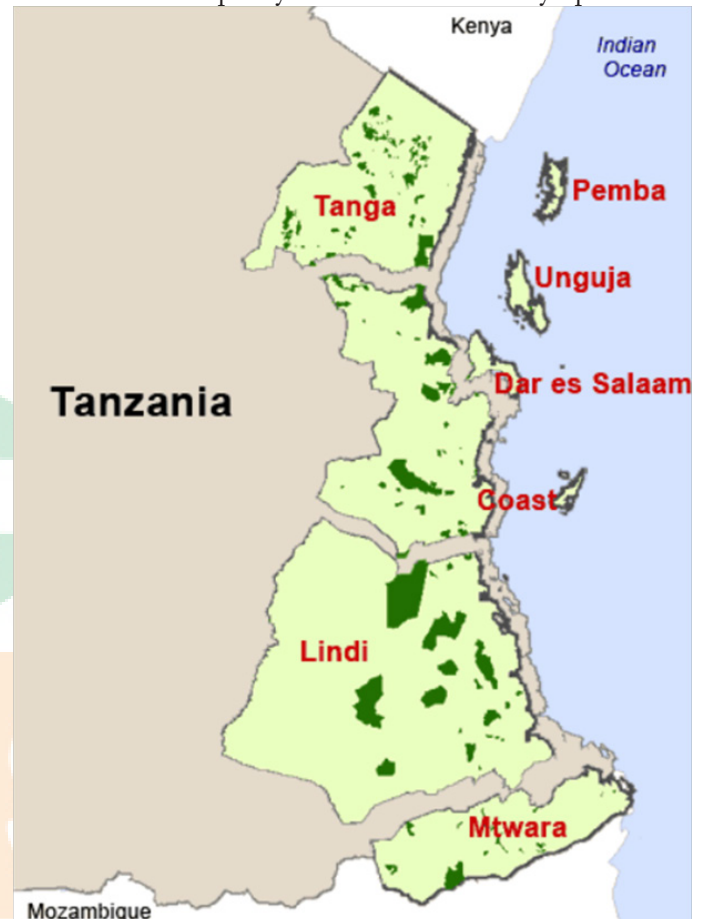 Kenya
Indian
Ocean
Pemba
Tanga
Unguja
Dar es Salaam
Tanzania
Coast
Lindi
Mtwara
Mozambique